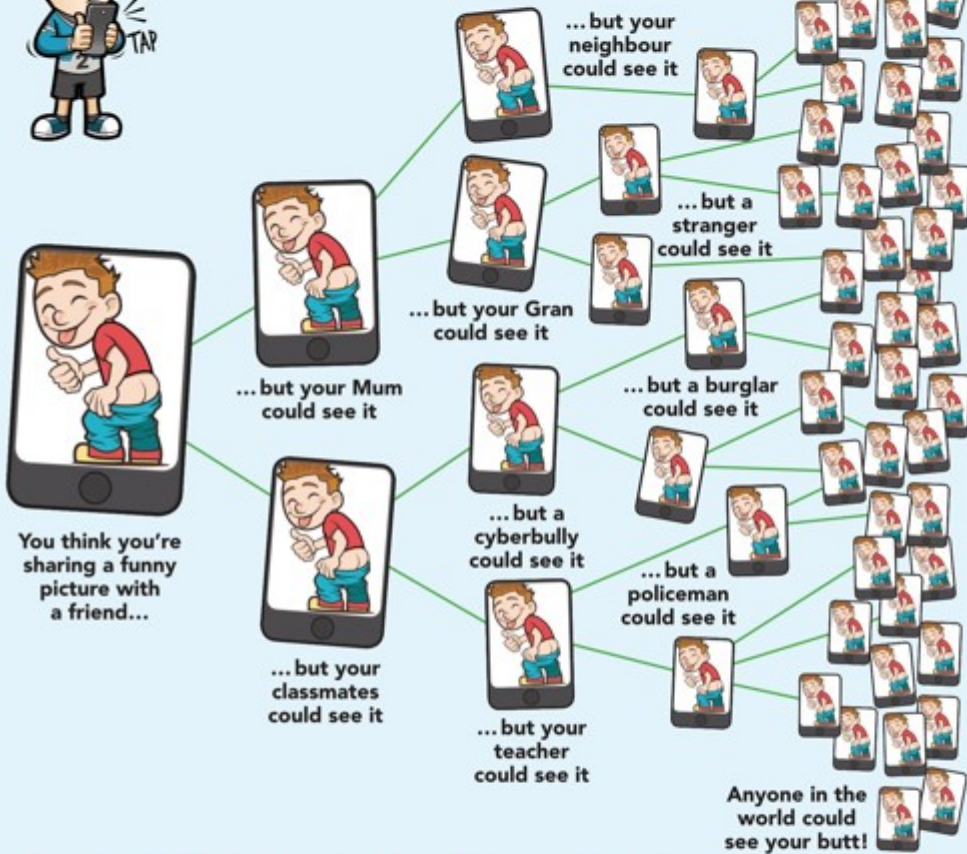 TAP
2
You think you're
sharing a funny
picture with
a friend...
...but your Mum
could see it
...but your
classmates
could see it
...but your
neighbour
could see it
...but your Gran
could see it
...but a
cyberbully
could see it
...but your
teacher
could see it
...but a
stranger
could see it
...but a burglar
could see it
...but a
policeman
could see it
Anyone in the
world could
see your butt!